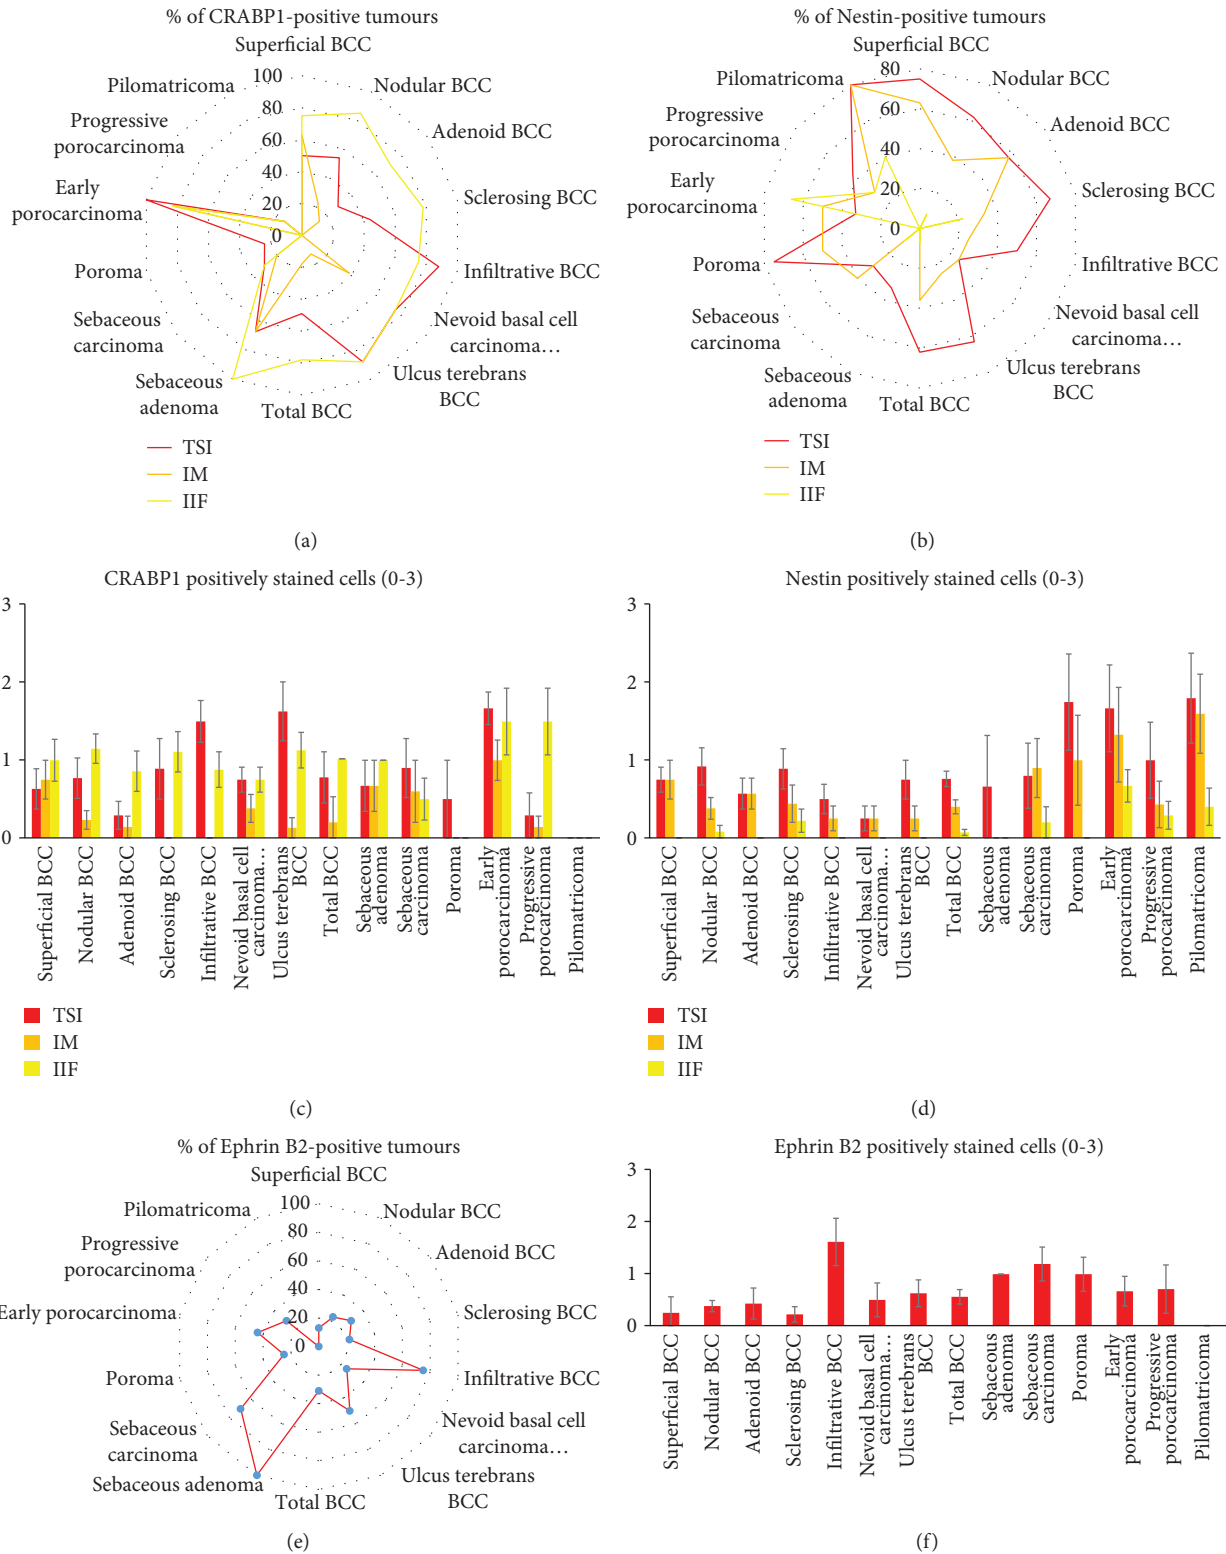 % of CRABP1-positive tumours
Superficial BCC
Nodular BCC
Adenoid BCC
Sclerosing BCC
Infiltrative BCC
Nevoid basal cell
carcinoma…
Ulcus terebrans
BCC
Total BCC
Sebaceous
adenoma
Sebaceous
carcinoma
Poroma
Early
porocarcinoma
Progressive
porocarcinoma
Pilomatricoma
100
80
60
40
20
0
TSI
IM
IIF
(a)
% of Nestin-positive tumours
Superficial BCC
Nodular BCC
Adenoid BCC
Sclerosing BCC
Infiltrative BCC
Nevoid basal cell
carcinoma…
Ulcus terebrans
BCC
Total BCC
Sebaceous
adenoma
Sebaceous
carcinoma
Poroma
Early
porocarcinoma
Progressive
porocarcinoma
Pilomatricoma
80
60
40
20
0
TSI
IM
IIF
(b)
CRABP1 positively stained cells (0-3)
3
2
1
0
Superficial BCC
Nodular BCC
Adenoid BCC
Sclerosing BCC
Infiltrative BCC
Nevoid basal cell
carcinoma…
Ulcus terebrans
BCC
Total BCC
Sebaceous
adenoma
Sebaceous
carcinoma
Poroma
Early
porocarcinoma
Progressive
porocarcinoma
Pilomatricoma
TSI
IM
IIF
(c)
Nestin positively stained cells (0-3)
3
2
1
0
Superficial BCC
Nodular BCC
Adenoid BCC
Sclerosing BCC
Infiltrative BCC
Nevoid basal cell
carcinoma…
Ulcus terebrans
BCC
Total BCC
Sebaceous
adenoma
Sebaceous
carcinoma
Poroma
Early
porocarcinoma
Progressive
porocarcinoma
Pilomatricoma
TSI
IM
IIF
(d)
% of Ephrin B2-positive tumours
Superficial BCC
Nodular BCC
Adenoid BCC
Sclerosing BCC
Infiltrative BCC
Nevoid basal cell
carcinoma…
Ulcus terebrans
BCC
Total BCC
Sebaceous adenoma
Sebaceous
carcinoma
Poroma
Early porocarcinoma
Progressive
porocarcinoma
Pilomatricoma
100
80
60
40
20
0
(e)
Ephrin B2 positively stained cells (0-3)
3
2
1
0
Superficial BCC
Nodular BCC
Adenoid BCC
Sclerosing BCC
Infiltrative BCC
Nevoid basal cell
carcinoma…
Ulcus terebrans
BCC
Total BCC
Sebaceous
adenoma
Sebaceous
carcinoma
Poroma
Early
porocarcinoma
Progressive
porocarcinoma
Pilomatricoma
(f)